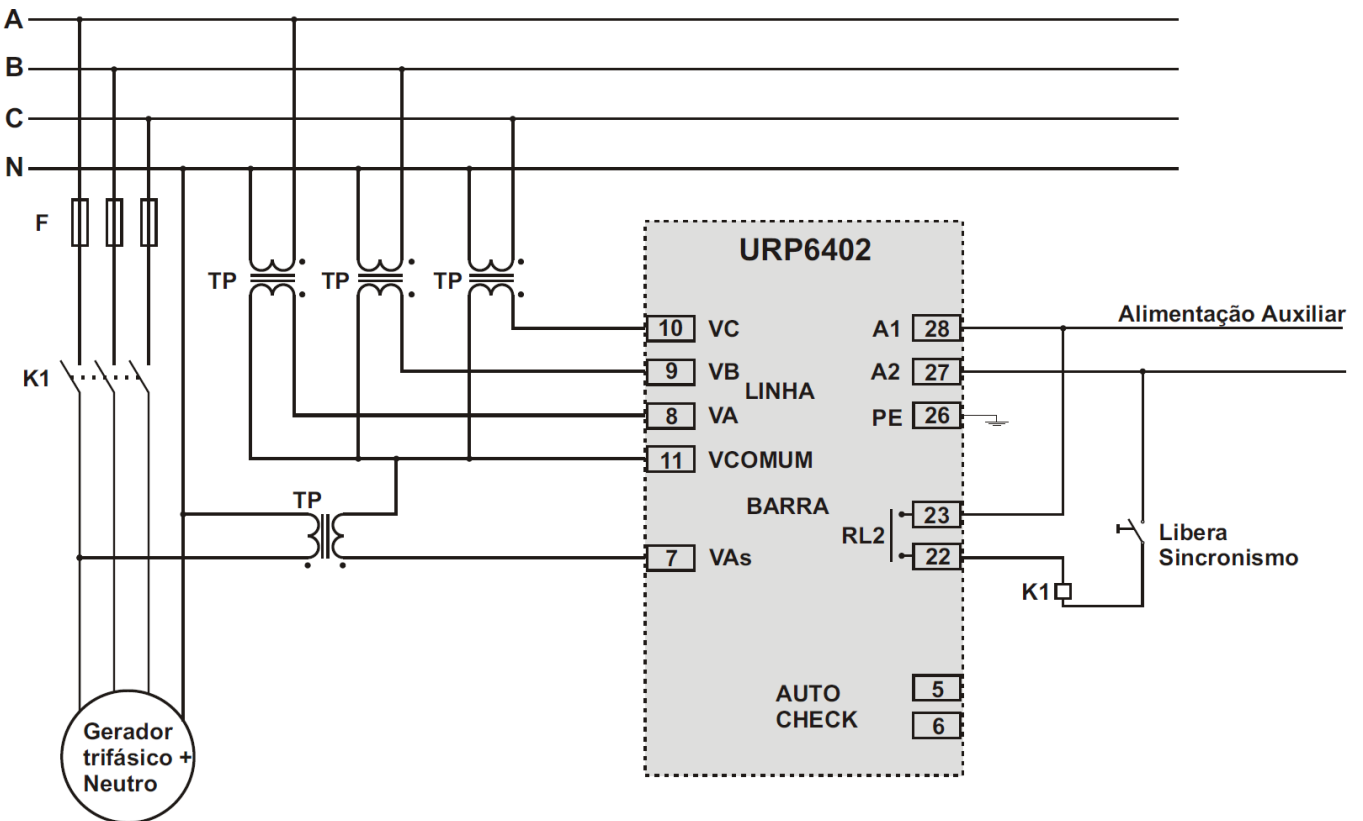 A
B
C
N
F
TP
TP
TP
URP6402
10 VC
A1 28
Alimentação Auxiliar
K1
9 VB
A2 27
LINHA
8 VA
PE 26
11 VCOMUM
TP
BARRA
23
RL2
Libera
Sincronismo
7 VAs
22
K1
AUTO
CHECK
5
6
Gerador
trifásico +
Neutro